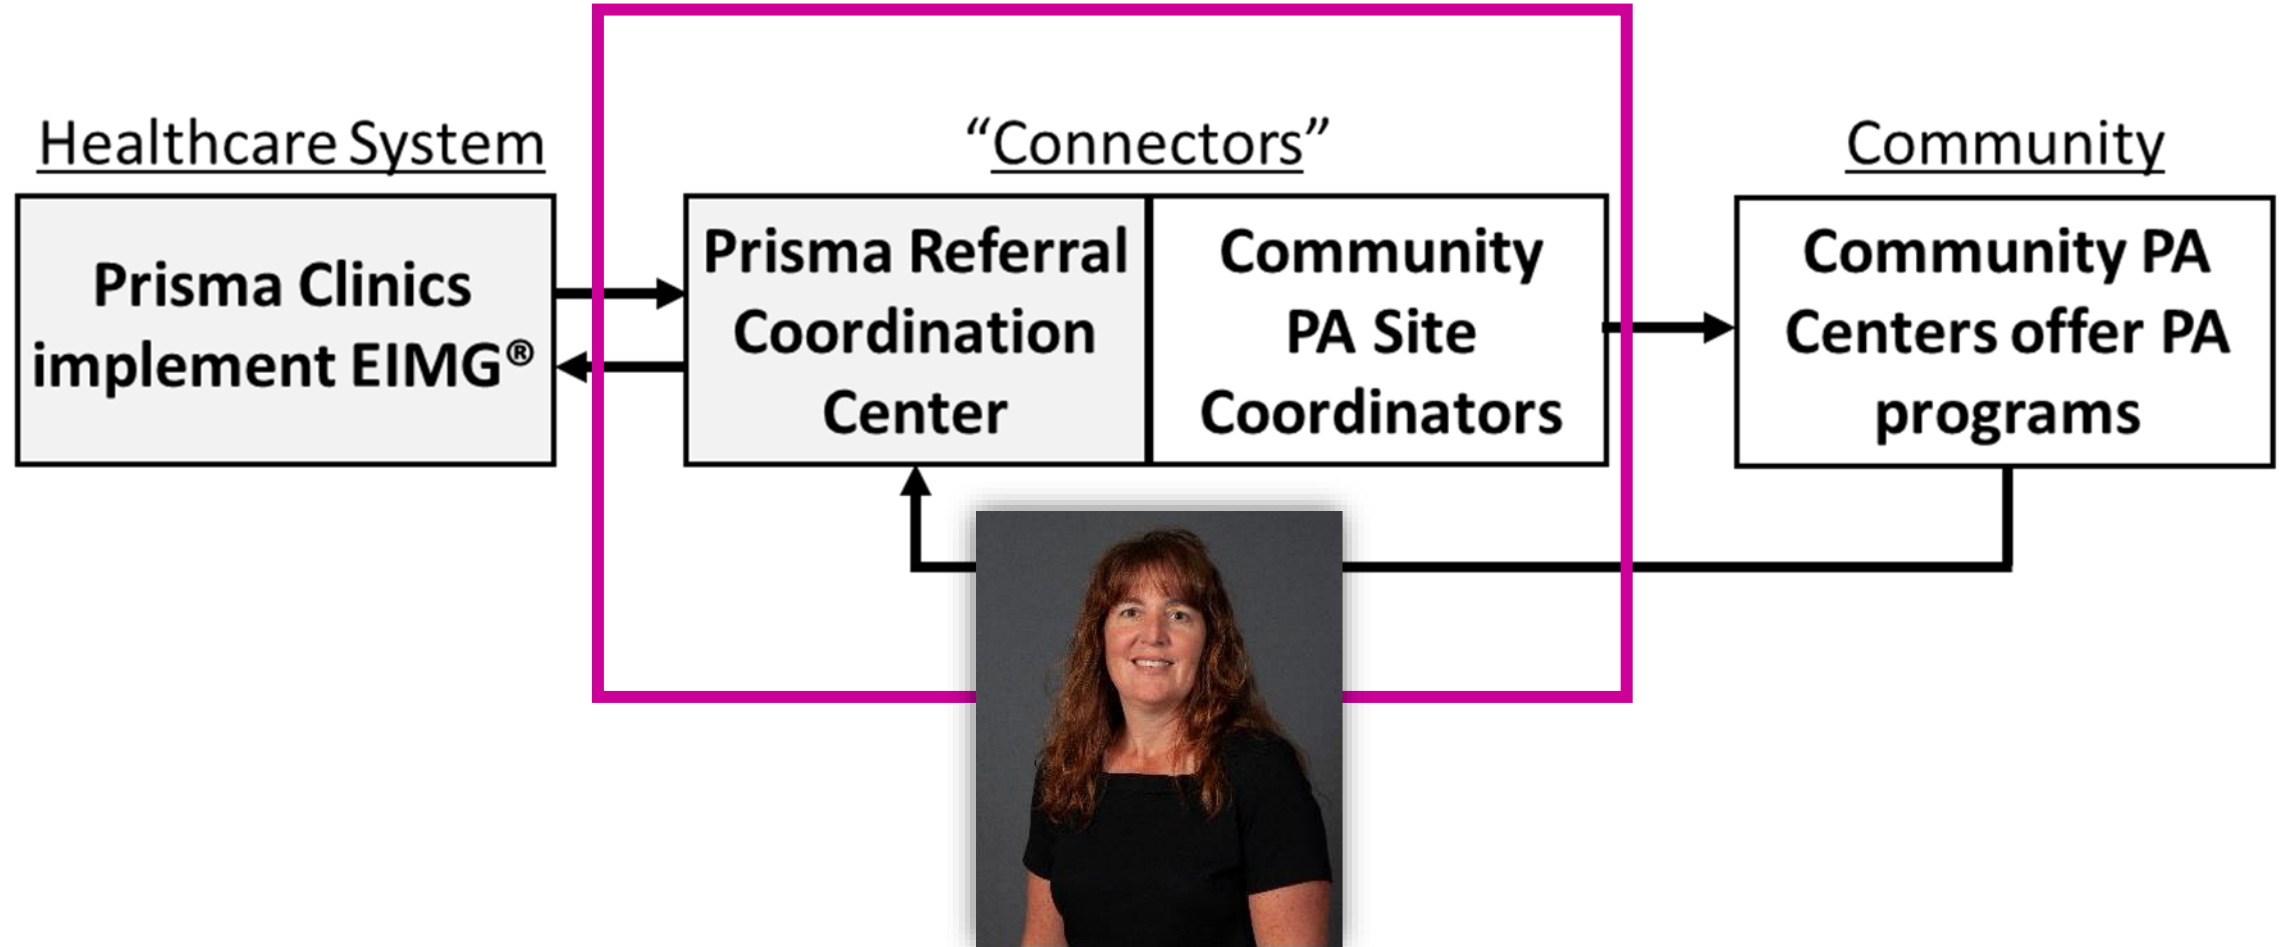 Healthcare System
“Connectors”
Community
Prisma Clinics
implement EIMG®
Prisma Referral
Coordination
Center
Community
PA Site
Coordinators
Community PA
Centers offer PA
programs